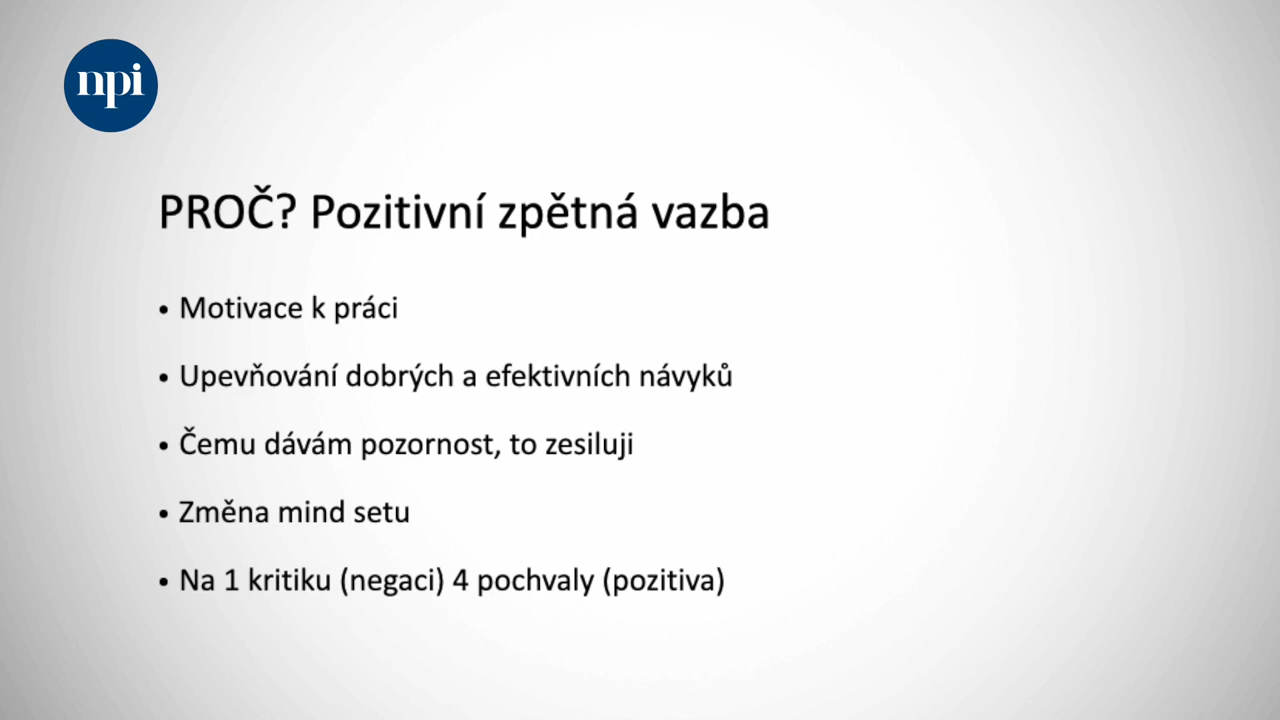 npi
PROČ? Pozitivní zpětná vazba
• Motivace k práci
• Upevňování dobrých a efektivních návyků
• Čemu dávám pozornost, to zesiluji
• Změna mind setu
• Na 1 kritiku (negaci) 4 pochvaly (pozitiva)